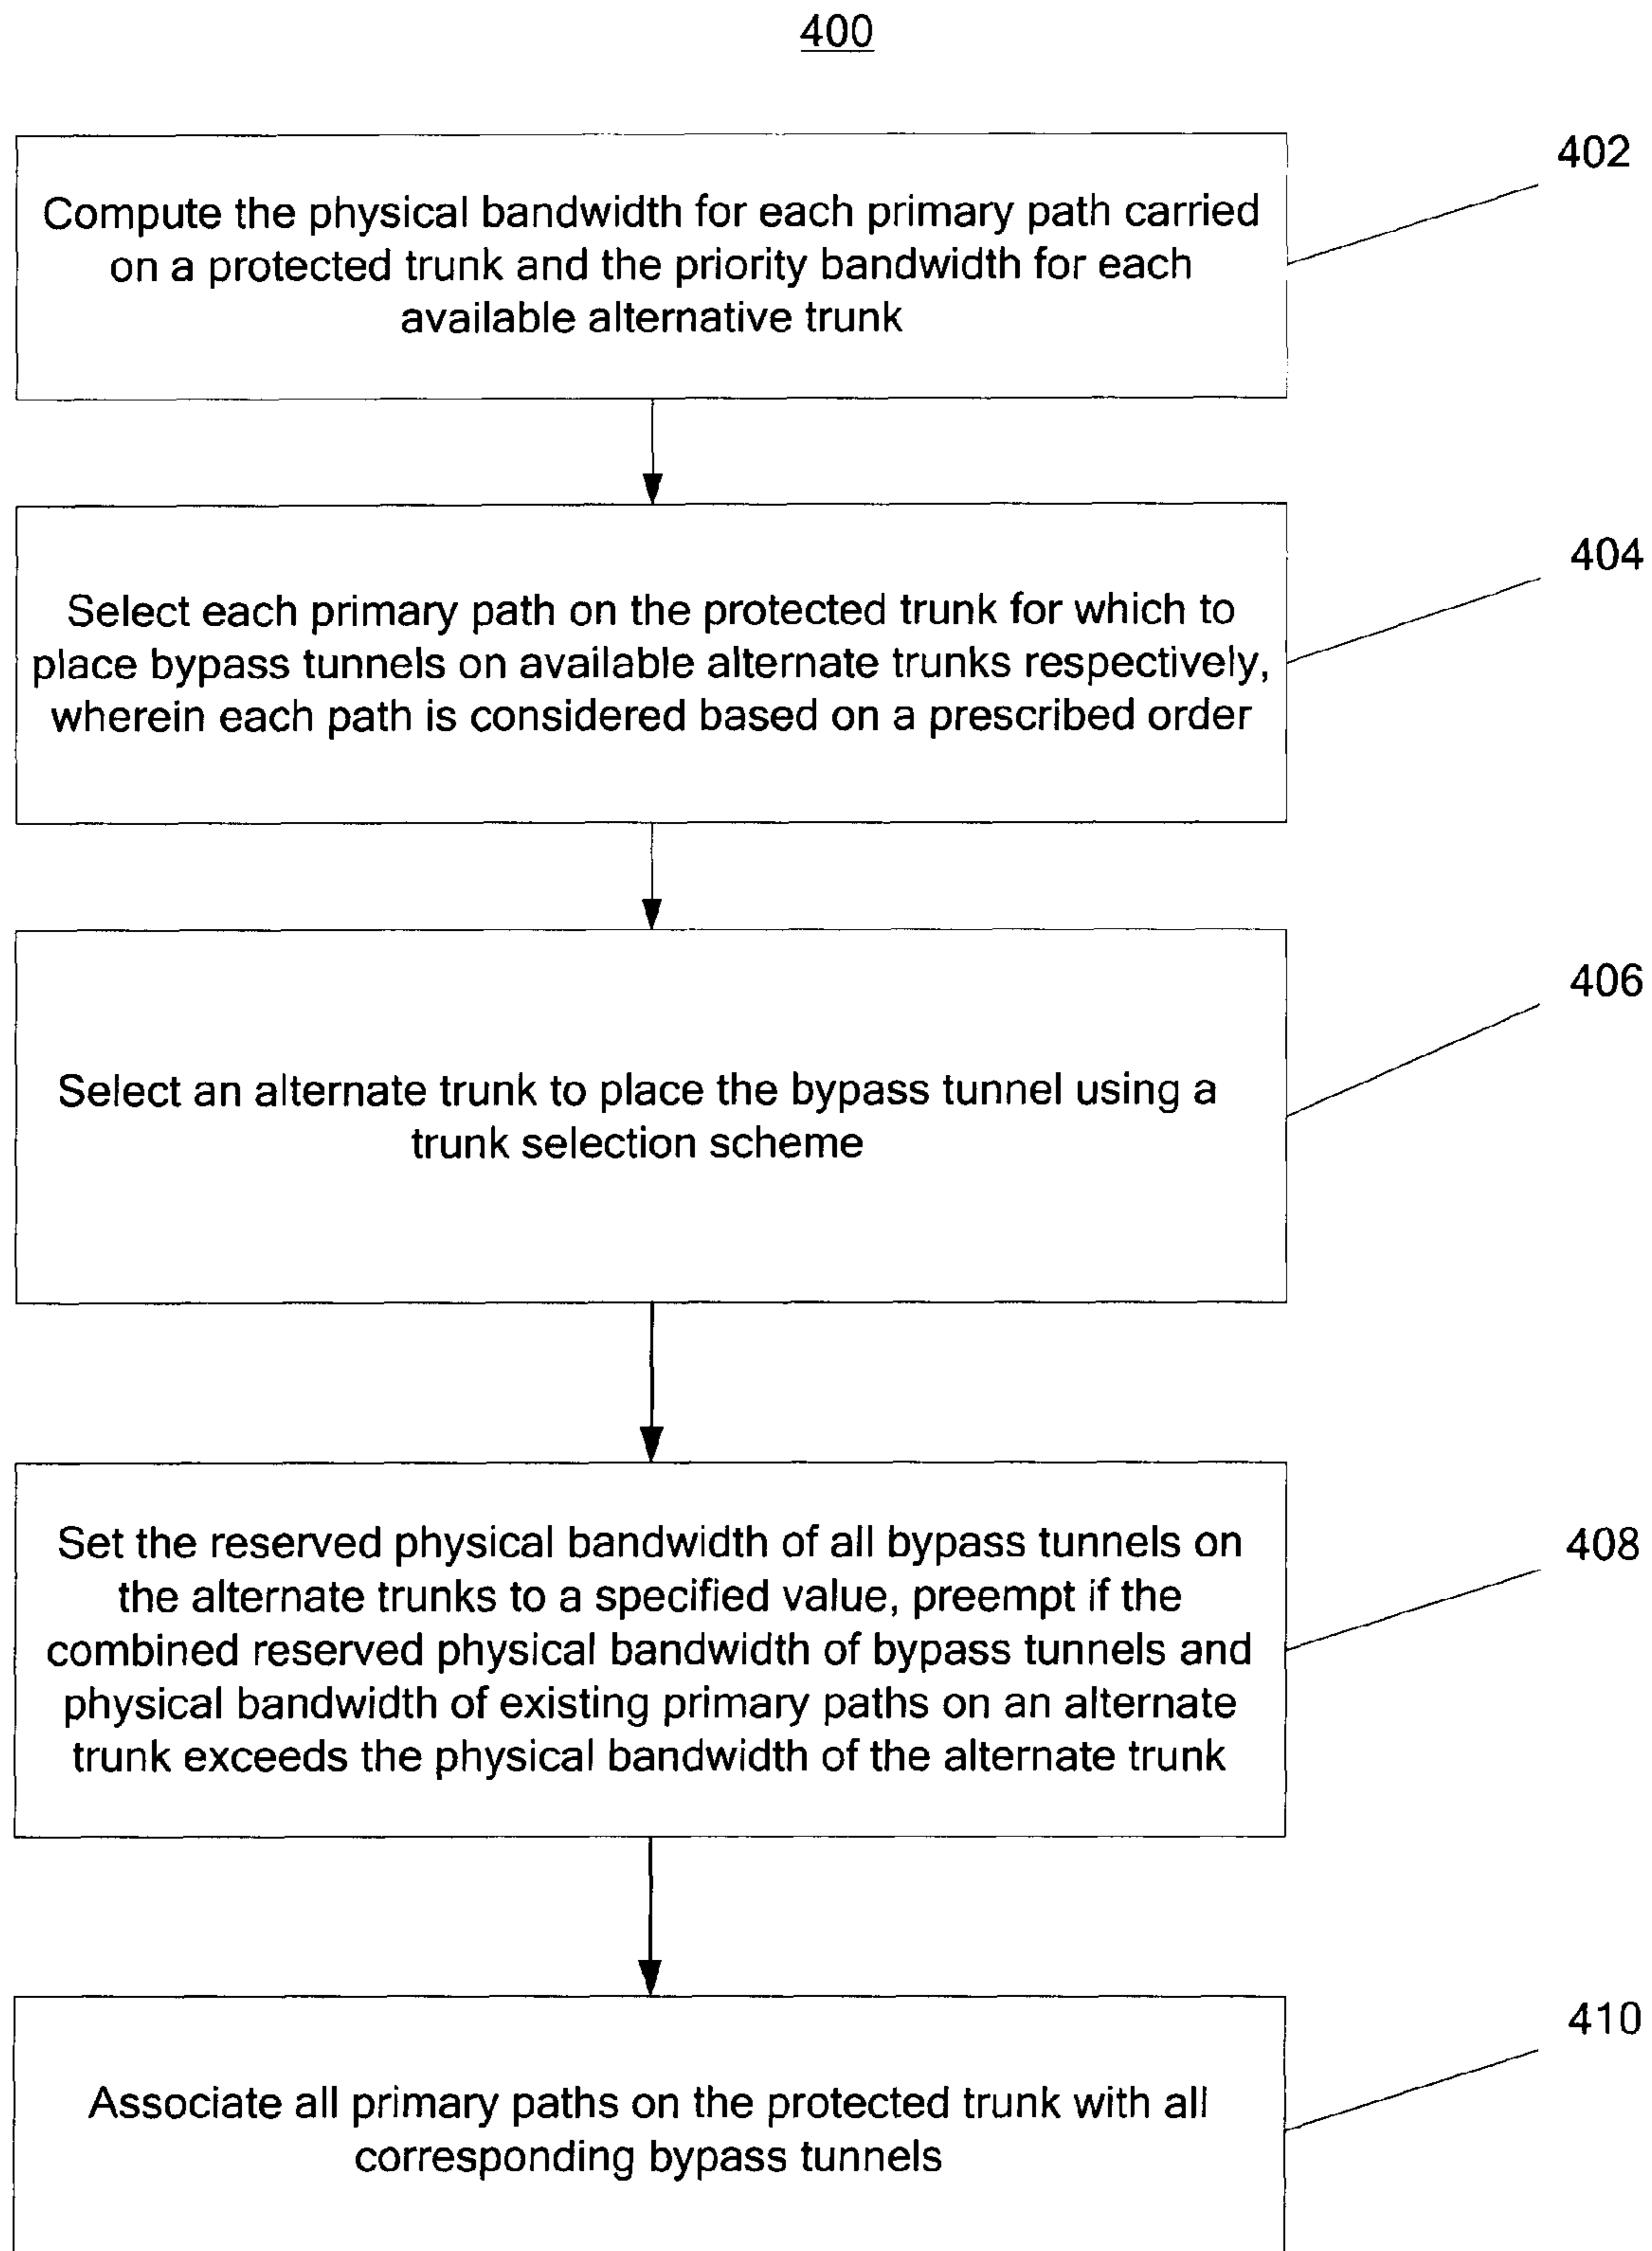 400
402
Compute the physical bandwidth for each primary path carried
on a protected trunk and the priority bandwidth for each
available alternative trunk
404
Select each primary path on the protected trunk for which to
place bypass tunnels on available alternate trunks respectively,
wherein each path is considered based on a prescribed order
406
Select an alternate trunk to place the bypass tunnel using a
trunk selection scheme
408
Set the reserved physical bandwidth of all bypass tunnels on
the alternate trunks to a specified value, preempt if the
combined reserved physical bandwidth of bypass tunnels and
physical bandwidth of existing primary paths on an alternate
trunk exceeds the physical bandwidth of the alternate trunk
410
Associate all primary paths on the protected trunk with all
corresponding bypass tunnels